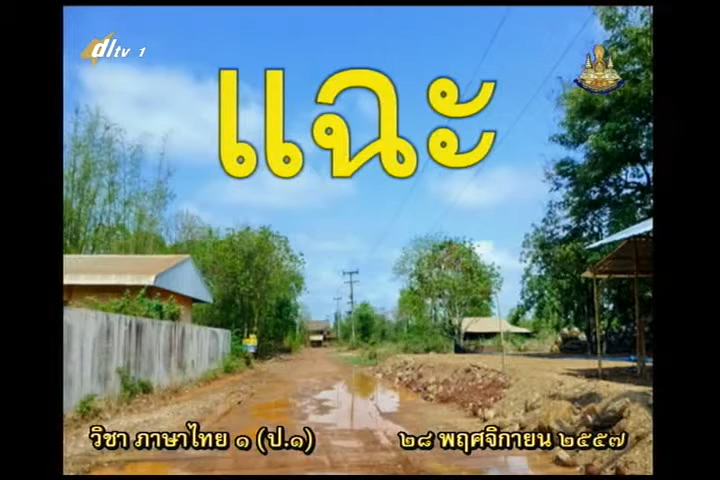 dltv 1
แฉะ
วิชา ภาษาไทย ๑ (ป.๑)
๒๘ พฤศจิกายน ๒๕๕๗